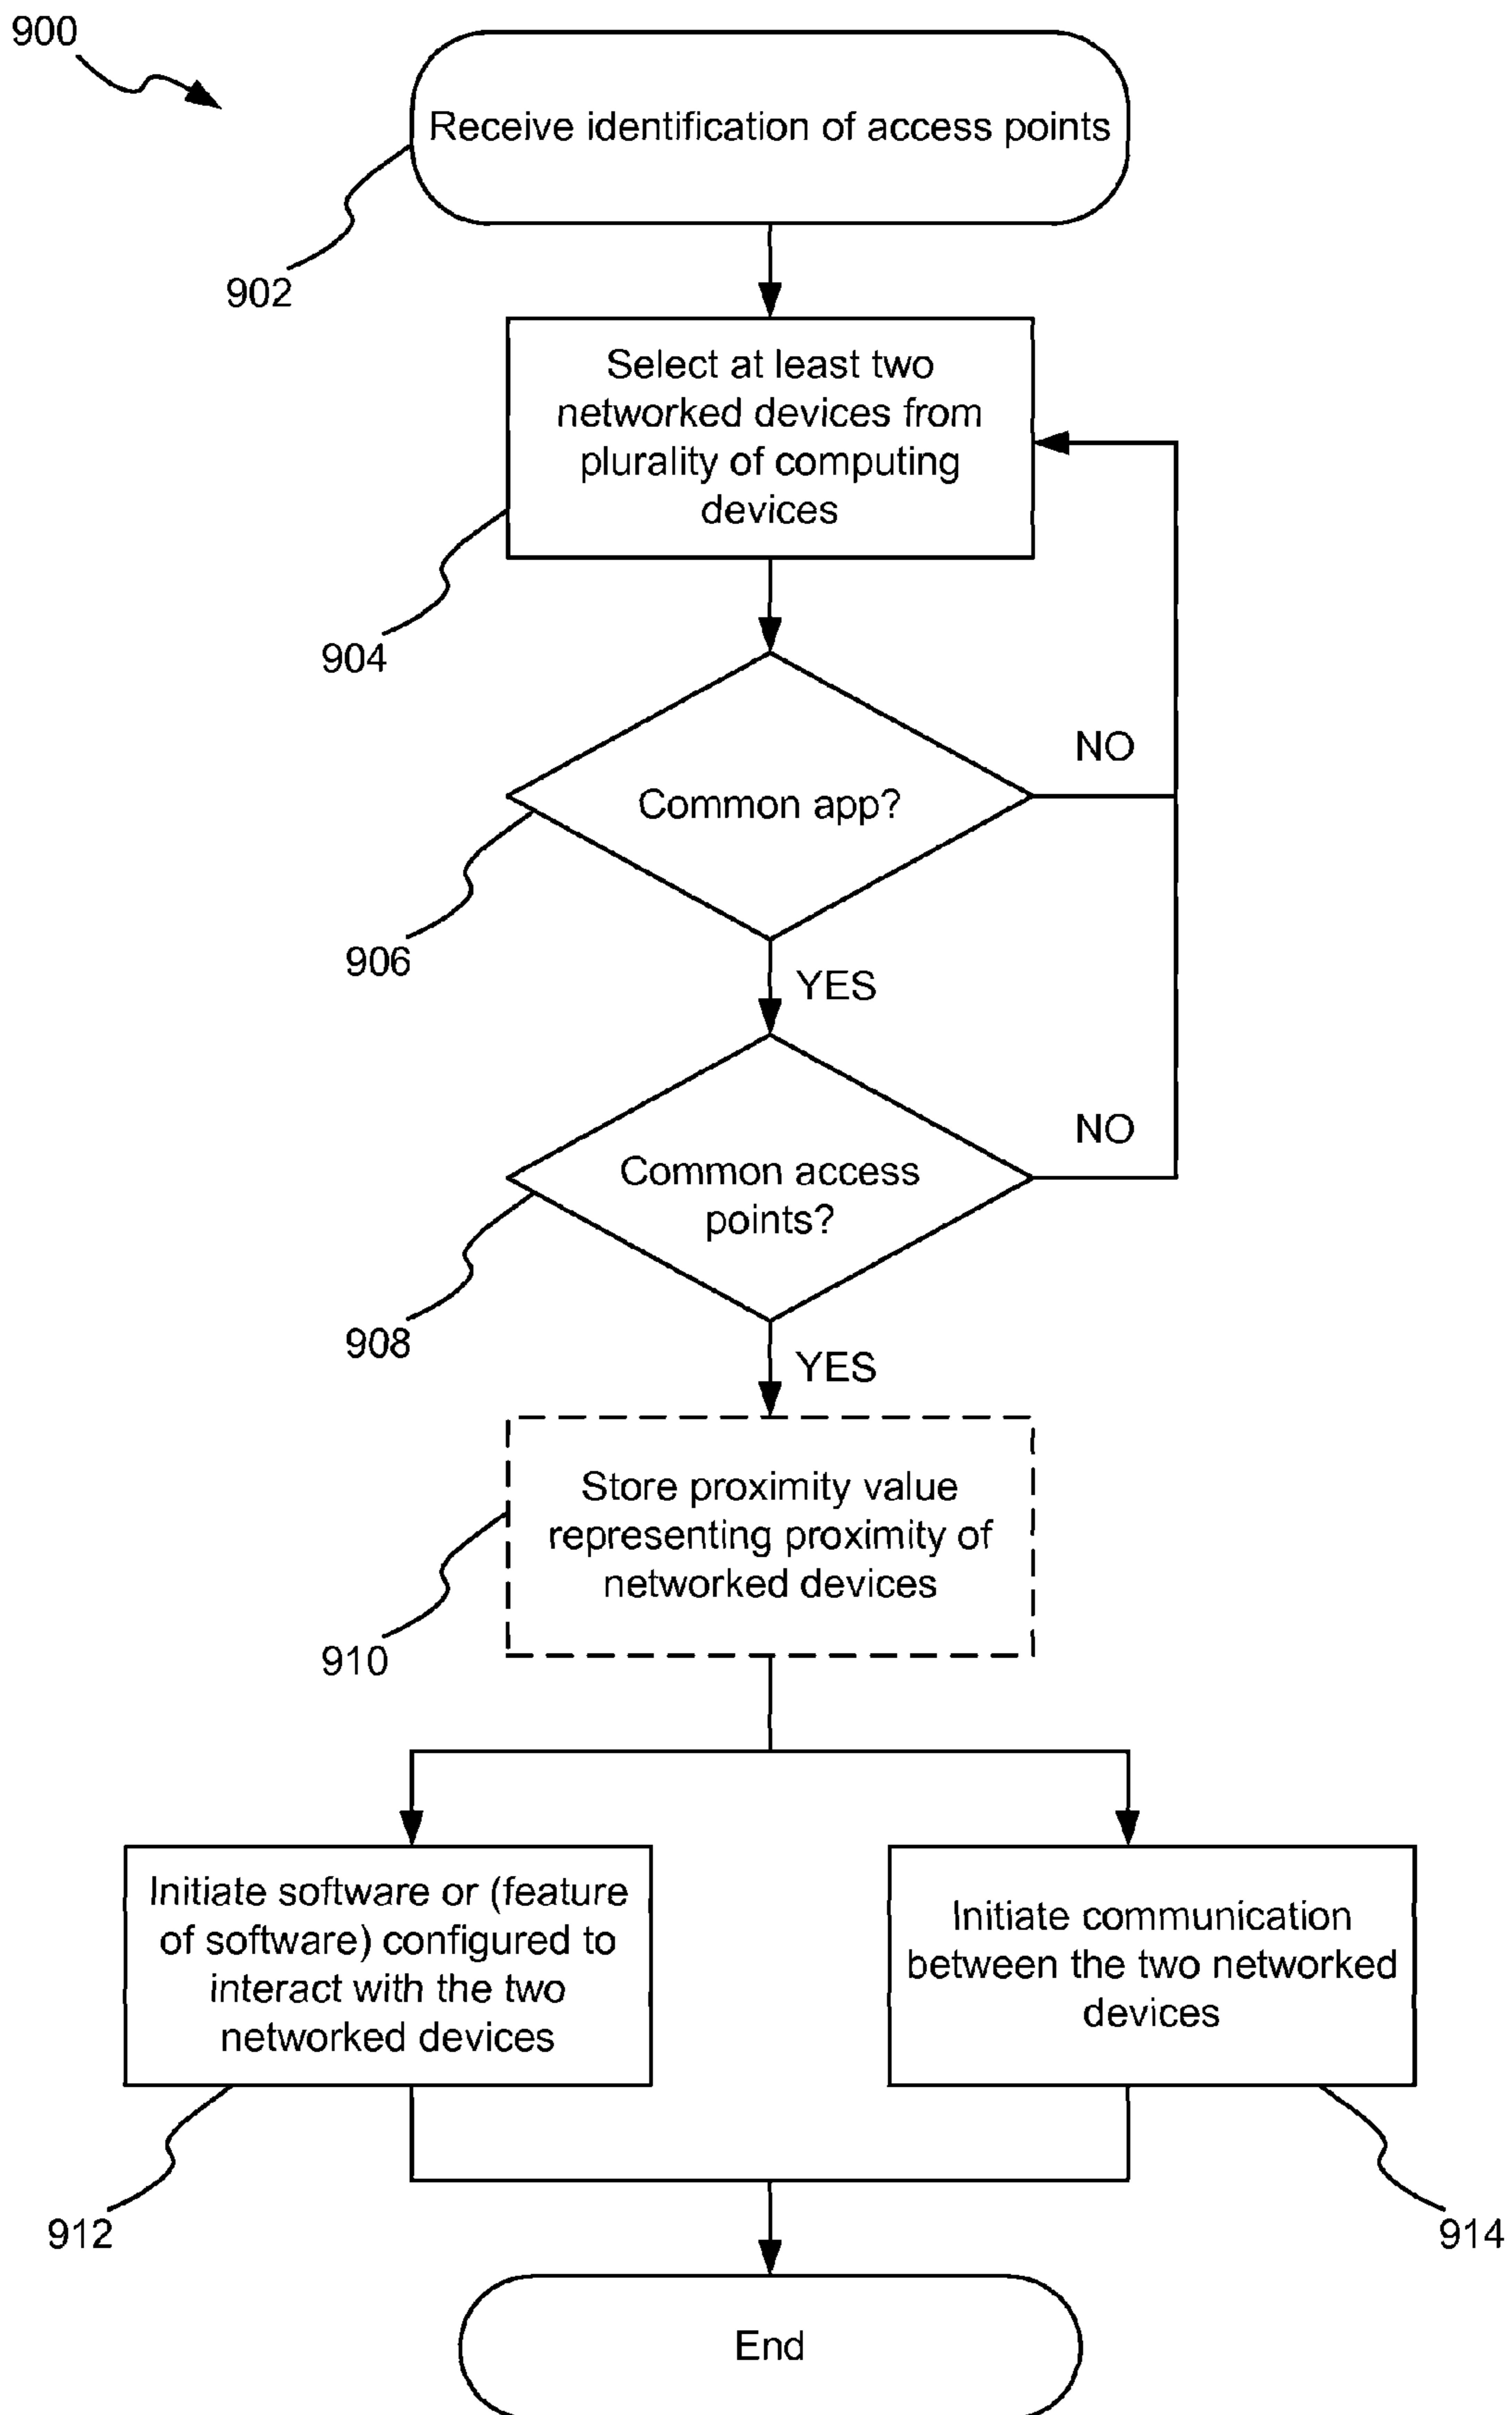 900
Receive identification of access points
902
Select at least two
networked devices from
plurality of computing
devices
904
NO
Common app?
906
YES
NO
Common access
points?
908
YES
Store proximity value
representing proximity of
networked devices
910
Initiate software or (feature
of software) configured to
interact with the two
networked devices
Initiate communication
between the two networked
devices
912
914
End